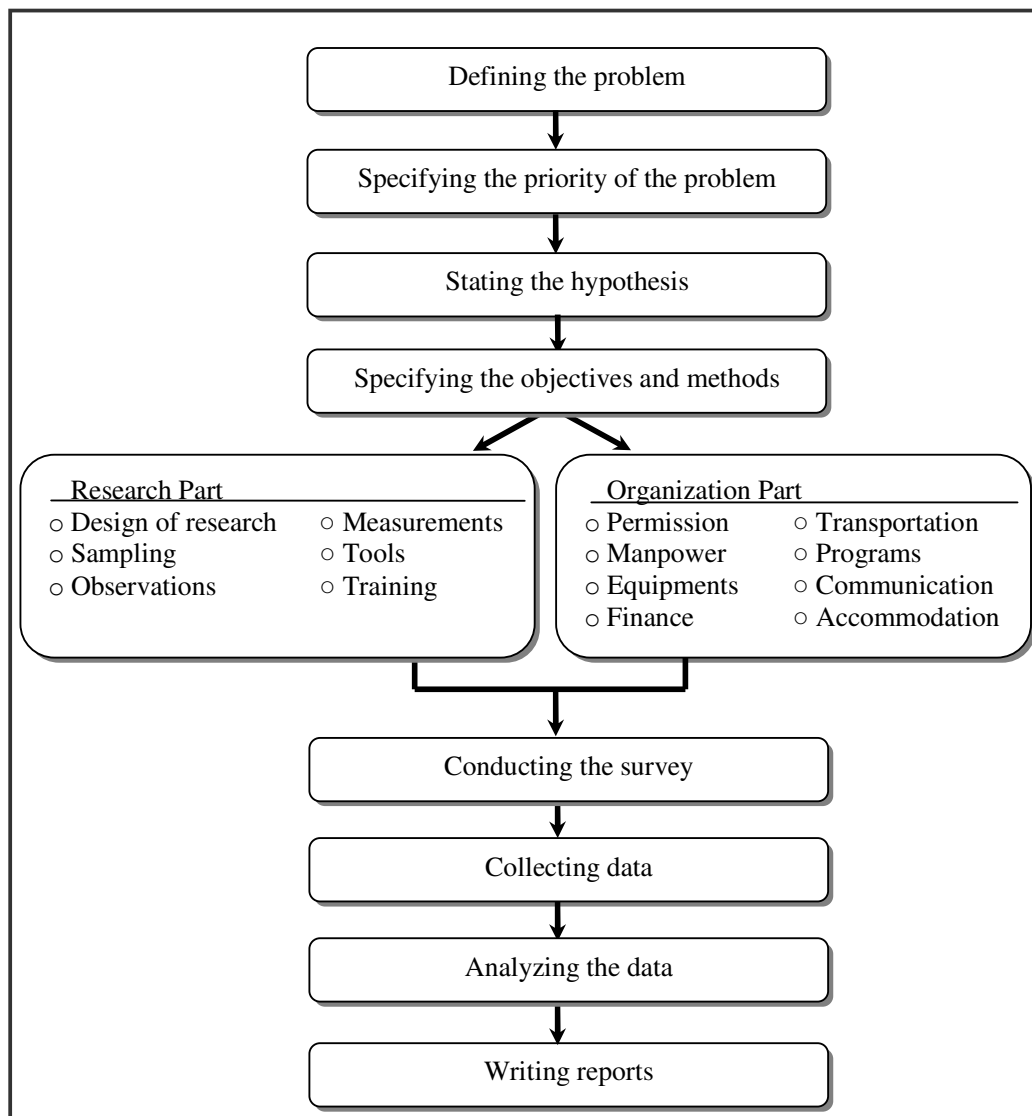 Defining the problem
Specifying the priority of the problem
Stating the hypothesis
Specifying the objectives and methods
Research Part
○ Design of research ○ Measurements
○ Sampling ○ Tools
○ Observations ○ Training
Organization Part
○ Permission ○ Transportation
○ Manpower ○ Programs
○ Equipments ○ Communication
○ Finance ○ Accommodation
Conducting the survey
Collecting data
Analyzing the data
Writing reports